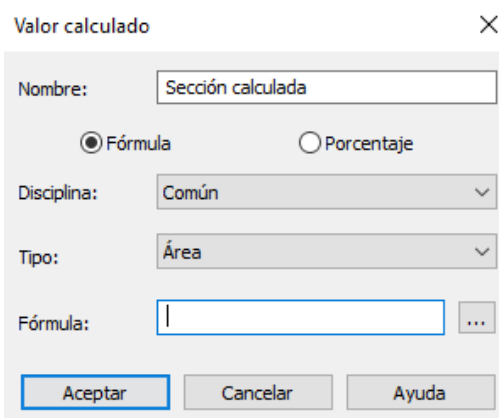 Valor calculado
Nombre: Sección calculada
Fórmula Porcentaje
Disciplina: Común
Tipo: Área
Fórmula: ...
Aceptar Cancelar Ayuda